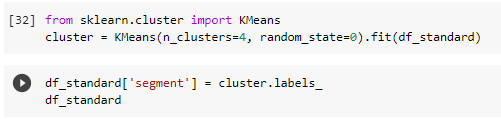 [32] from sklearn.cluster import KMeans
cluster = KMeans(n_clusters=4, random_state=0).fit(df_standard)
df_standard['segment'] = cluster.labels_
df_standard